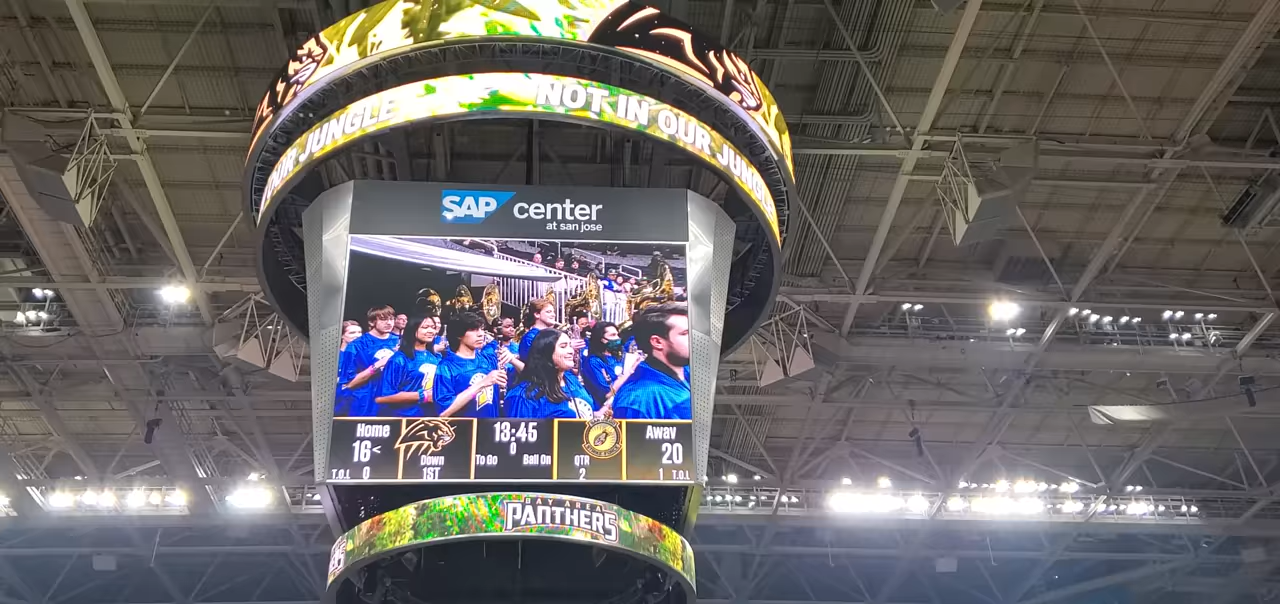 OUR JUNGLE
NOT IN OUR JUNGLE
SAP center
at san jose
Home
16<
T.O.L
0
Down
1ST
13:45
0
To Go
Ball On
QTR
2
Away
20
1 T.O.L
BAY AREA
PANTHERS